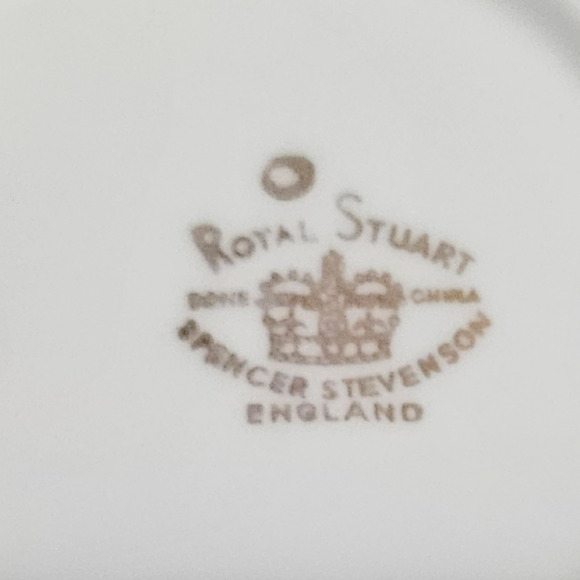 ROYAL STUART
BONE CHINA
SPENCER STEVENSON
ENGLAND